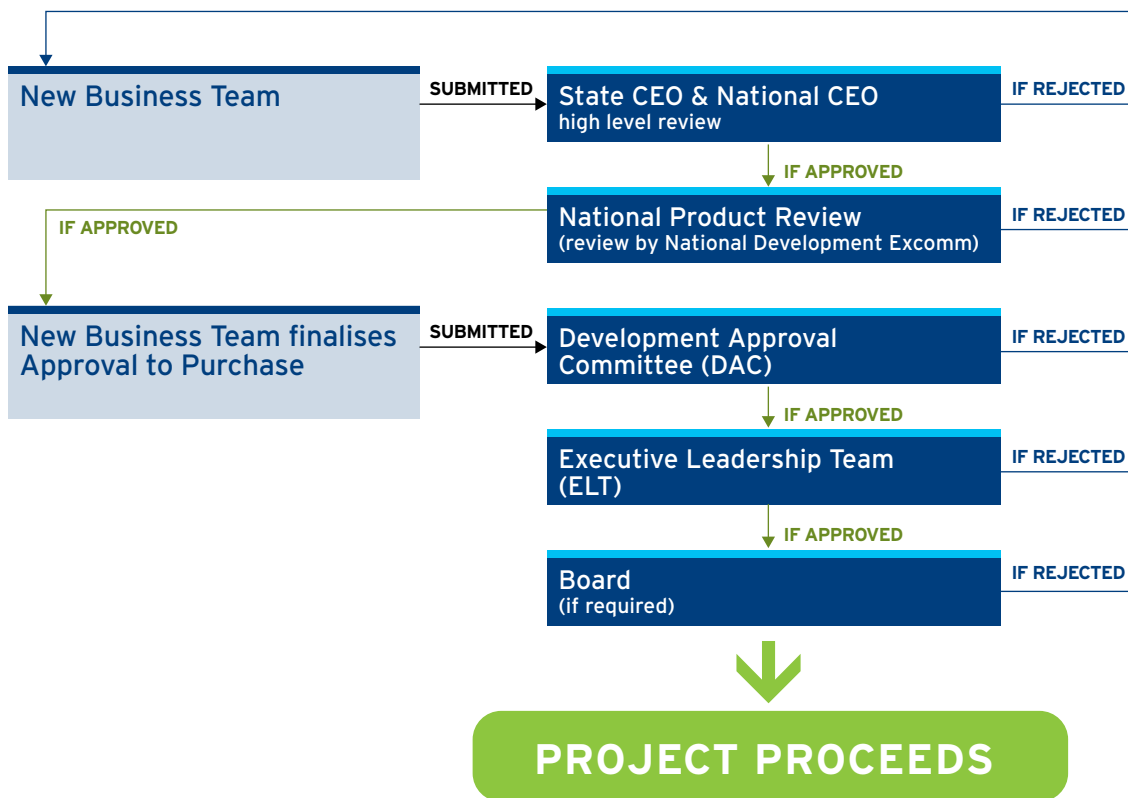 New Business Team
SUBMITTED
State CEO & National CEO
high level review
IF REJECTED
IF APPROVED
National Product Review
(review by National Development Excomm)
IF REJECTED
IF APPROVED
New Business Team finalises
Approval to Purchase
SUBMITTED
Development Approval
Committee (DAC)
IF REJECTED
IF APPROVED
Executive Leadership Team
(ELT)
IF REJECTED
IF APPROVED
Board
(if required)
IF REJECTED
PROJECT PROCEEDS